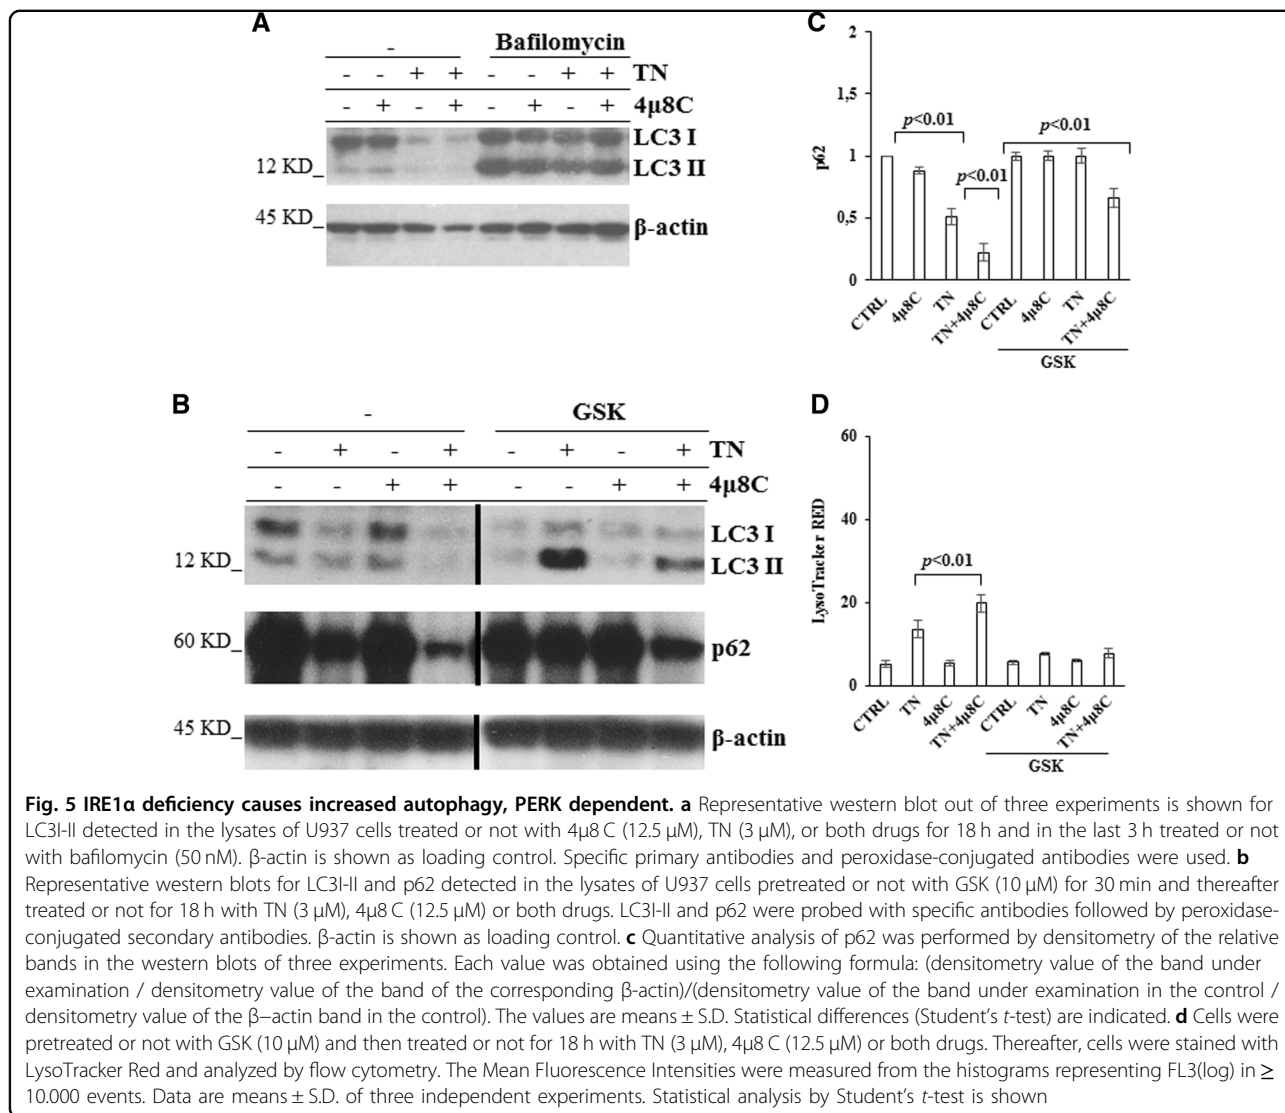 A
- Bafilomycin
- - + + - - + + TN
- + - + - + - + 4µ8C
LC3 I
12 KD_ LC3 II
45 KD_ β-actin
C
2
1,5
1
0,5
0
p62
p<0.01
p<0.01
p<0.01
CTRL 4µ8C TN TN+4µ8C CTRL 4µ8C TN TN+4µ8C
GSK
B
- GSK
- + - + - + - + TN
- - + + - - + + 4µ8C
LC3 I
12 KD_ LC3 II
60 KD_ p62
45 KD_ β-actin
D
60
40
20
0
LysoTracker RED
p<0.01
CTRL TN 4µ8C TN+4µ8C CTRL TN 4µ8C TN+4µ8C
GSK
Fig. 5 IRE1α deficiency causes increased autophagy, PERK dependent. a Representative western blot out of three experiments is shown for
LC3I-II detected in the lysates of U937 cells treated or not with 4µ8 C (12.5 µM), TN (3 µM), or both drugs for 18 h and in the last 3 h treated or not
with bafilomycin (50 nM). β-actin is shown as loading control. Specific primary antibodies and peroxidase-conjugated antibodies were used. b
Representative western blots for LC3I-II and p62 detected in the lysates of U937 cells pretreated or not with GSK (10 µM) for 30 min and thereafter
treated or not for 18 h with TN (3 µM), 4µ8 C (12.5 µM) or both drugs. LC3I-II and p62 were probed with specific antibodies followed by peroxidase-
conjugated secondary antibodies. β-actin is shown as loading control. c Quantitative analysis of p62 was performed by densitometry of the relative
bands in the western blots of three experiments. Each value was obtained using the following formula: (densitometry value of the band under
examination / densitometry value of the band of the corresponding β-actin)/(densitometry value of the band under examination in the control /
densitometry value of the β–actin band in the control). The values are means ± S.D. Statistical differences (Student's t-test) are indicated. d Cells were
pretreated or not with GSK (10 µM) and then treated or not for 18 h with TN (3 µM), 4µ8 C (12.5 µM) or both drugs. Thereafter, cells were stained with
LysoTracker Red and analyzed by flow cytometry. The Mean Fluorescence Intensities were measured from the histograms representing FL3(log) in ≥
10.000 events. Data are means ± S.D. of three independent experiments. Statistical analysis by Student's t-test is shown